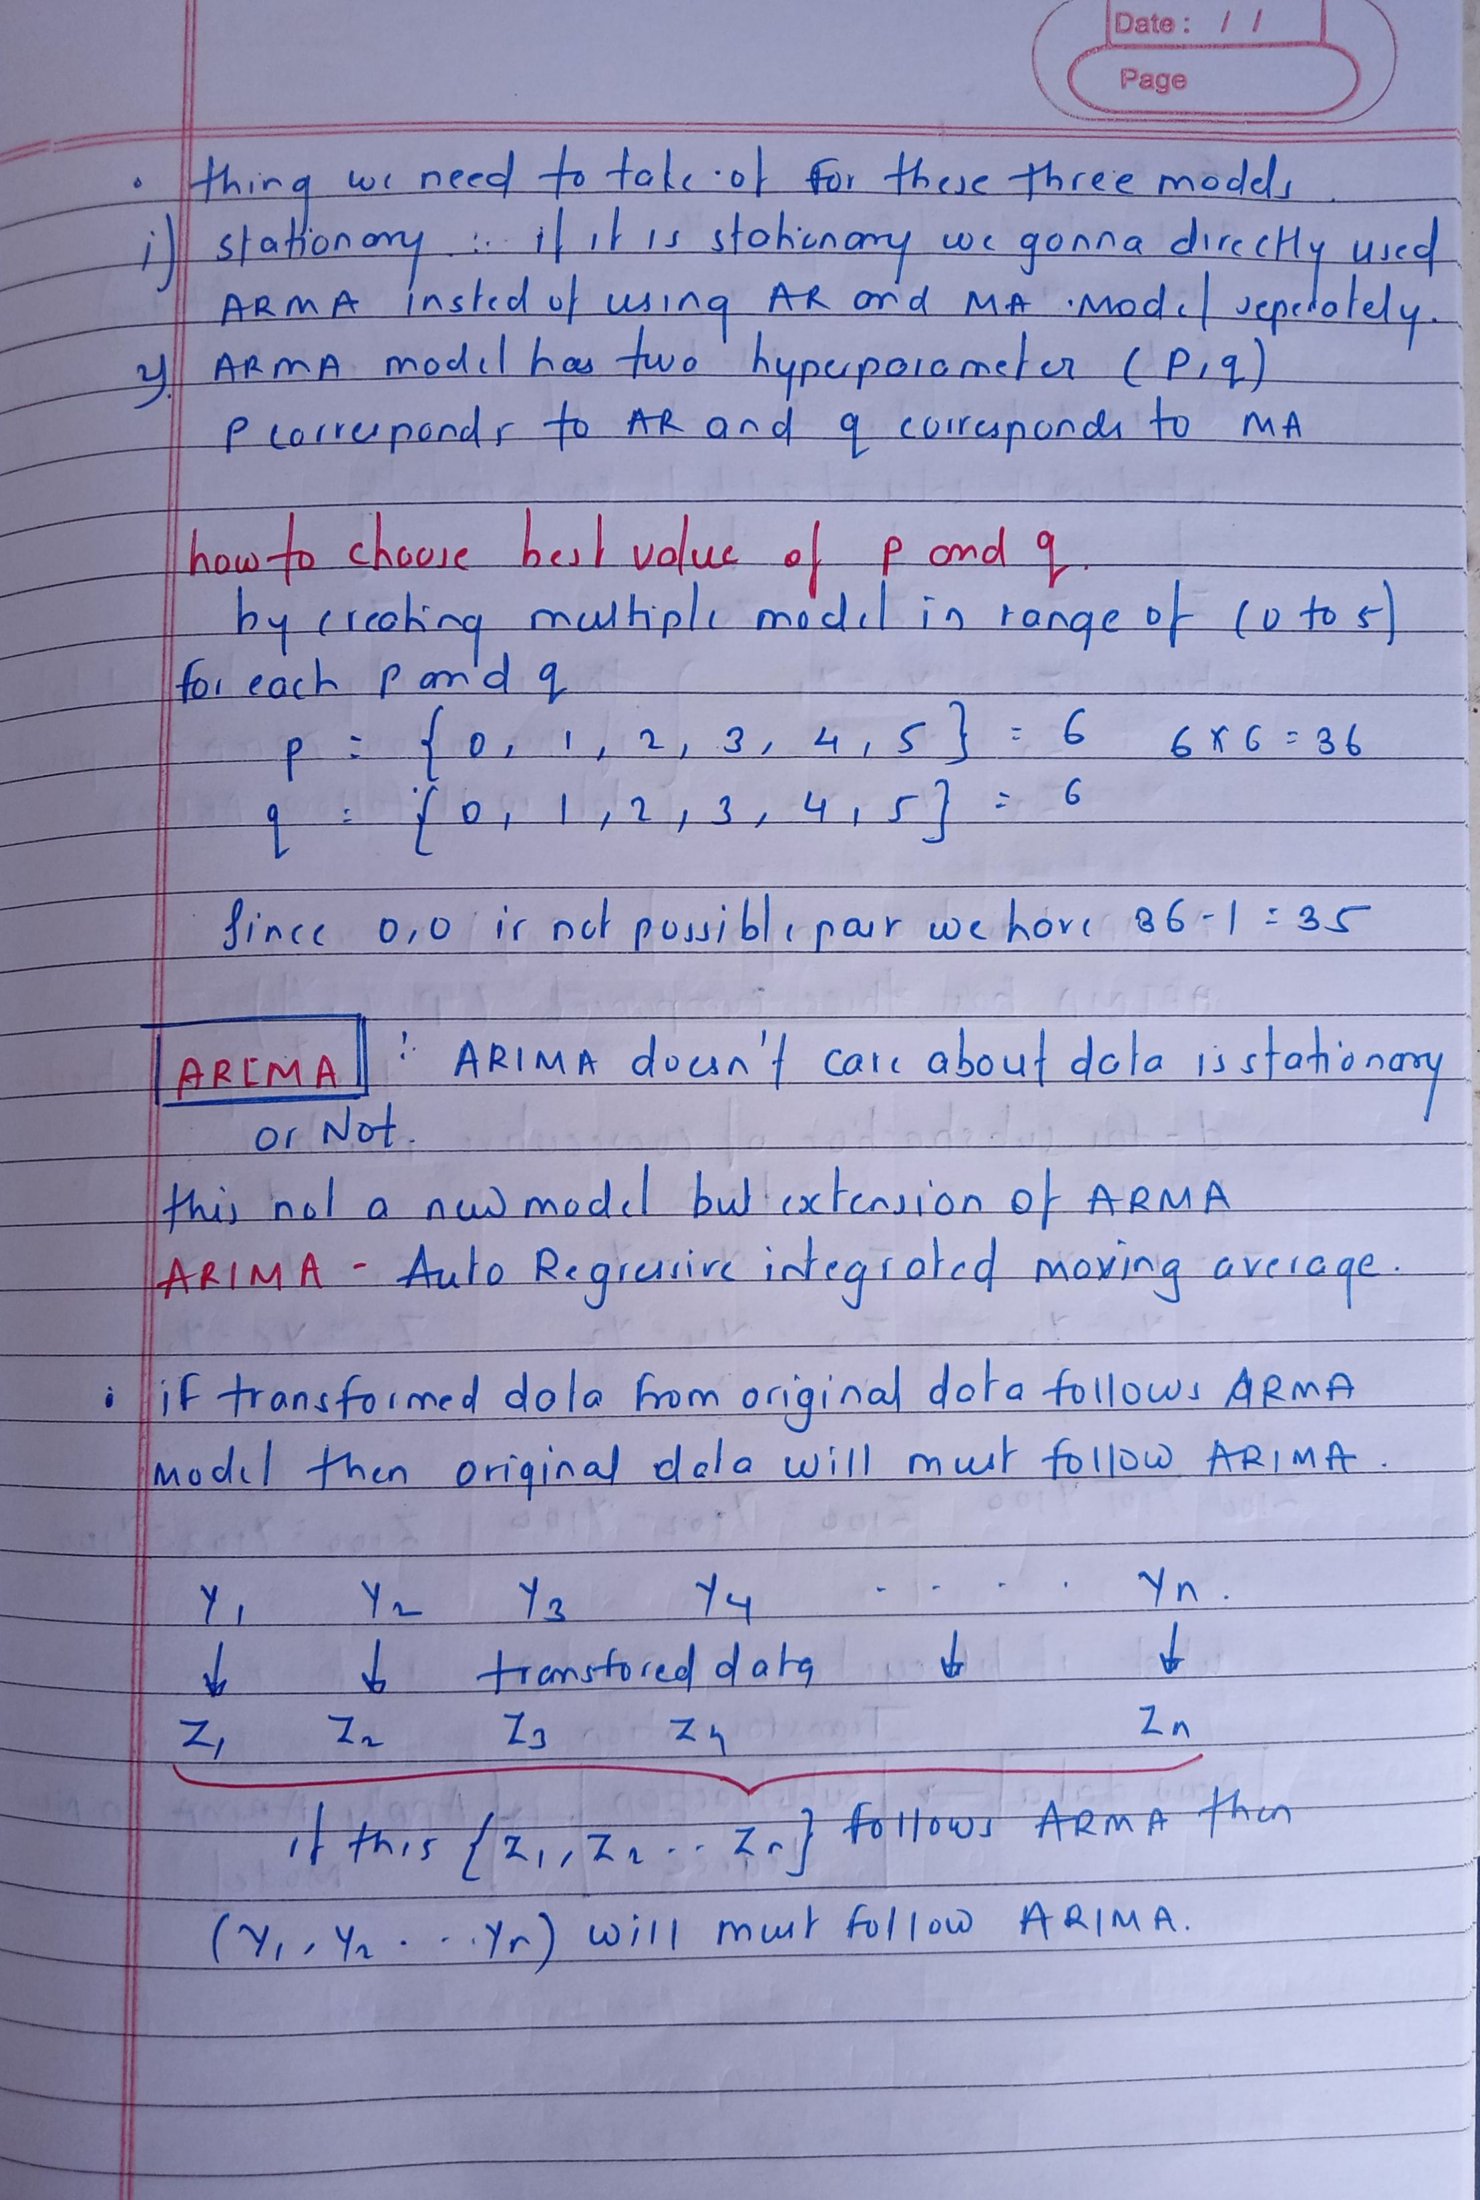 Date : / /
Page
• thing we need to take of for these three models.
i) stationary : if it is stationary we gonna directly used
ARMA insted of using AR and MA Model seperately.
2) ARMA model has two hyperparameter (P, q)
P corresponds to AR and q corresponds to MA
how to choose best value of p and q.
by creating multiple model in range of (0 to 5)
for each p and q
p = { 0, 1, 2, 3, 4, 5 } = 6 6 x 6 = 36
q = { 0, 1, 2, 3, 4, 5 } = 6
Since 0,0 is not possible pair we have 36-1 = 35
ARIMA : ARIMA doesn't care about data is stationary
or Not.
this not a new model but extension of ARMA
ARIMA - Auto Regressive integrated moving average.
• if transformed data from original data follows ARMA
Model then original data will must follow ARIMA.
Y1 Y2 Y3 Y4 . . . . Yn.
↓ ↓ transfored data ↓ ↓
Z1 Z2 Z3 Z4 Zn
if this {Z1, Z2 .. Zn} follows ARMA then
(Y1, Y2 . . . Yn) will must follow ARIMA.